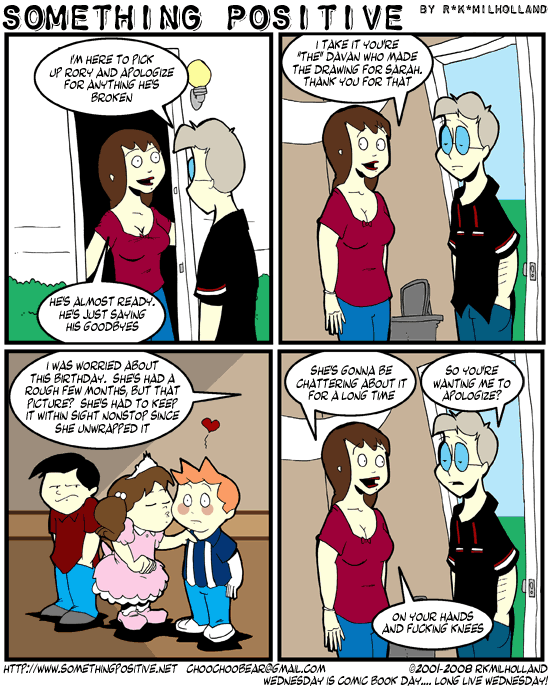 SOMETHING POSITIVE BY R*K*MILHOLLAND
I'M HERE TO PICK
UP RORY AND APOLOGIZE
FOR ANYTHING HE'S
BROKEN
HE'S ALMOST READY.
HE'S JUST SAYING
HIS GOODBYES
I TAKE IT YOU'RE
"THE" DAVAN WHO MADE
THE DRAWING FOR SARAH.
THANK YOU FOR THAT
I WAS WORRIED ABOUT
THIS BIRTHDAY. SHE'S HAD A
ROUGH FEW MONTHS, BUT THAT
PICTURE? SHE'S HAD TO KEEP
IT WITHIN SIGHT NONSTOP SINCE
SHE UNWRAPPED IT
SHE'S GONNA BE
CHATTERING ABOUT IT
FOR A LONG TIME
SO YOU'RE
WANTING ME TO
APOLOGIZE?
ON YOUR HANDS
AND FUCKING KNEES
HTTP://WWW.SOMETHINGPOSITIVE.NET CHOOCHOOBEAR@GMAIL.COM ©2001-2008 RKMILHOLLAND
WEDNESDAY IS COMIC BOOK DAY.... LONG LIVE WEDNESDAY!